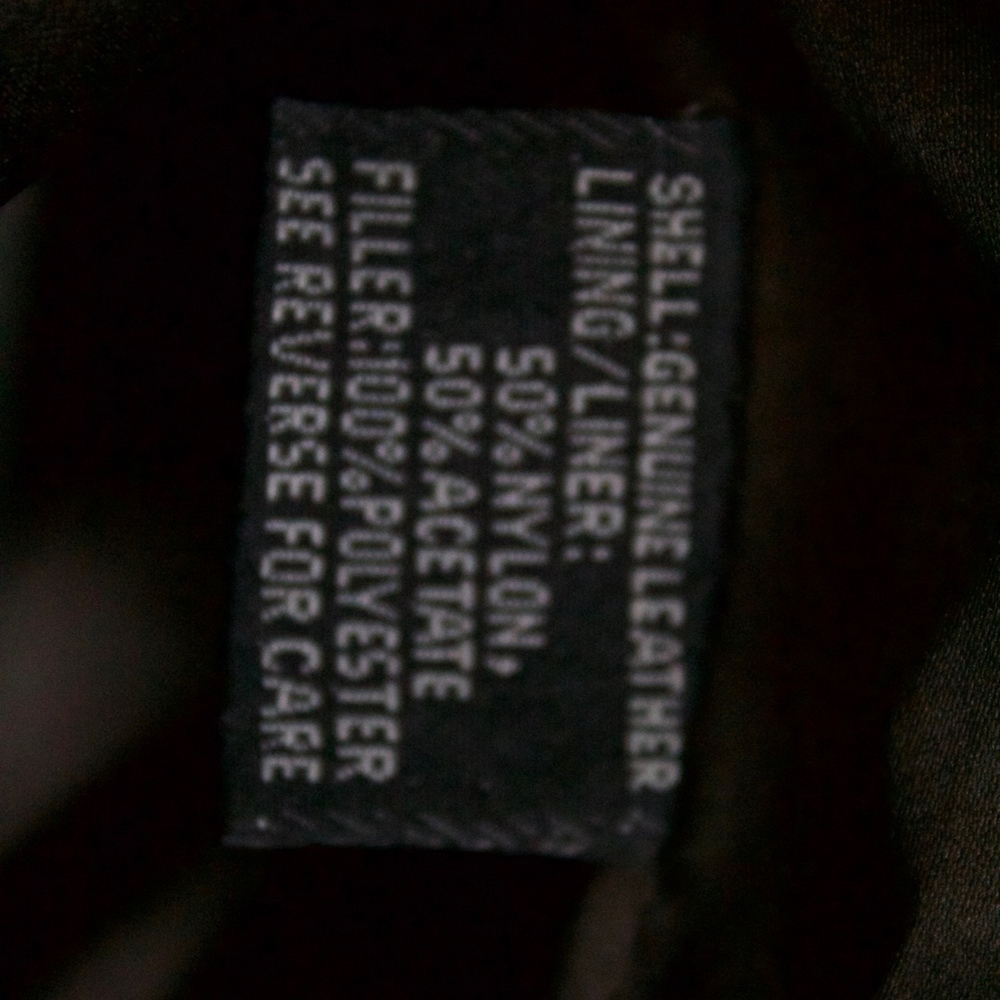 SHELL:GENUINE LEATHER
LINING/LINER:
50%NYLON,
50%ACETATE
FILLER:100%POLYESTER
SEE REVERSE FOR CARE